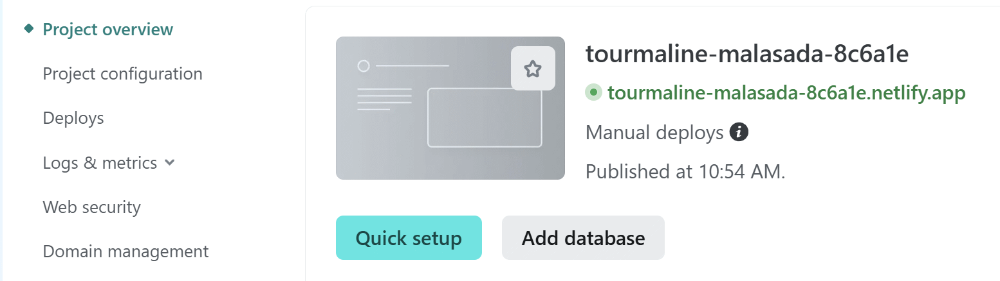 Project overview
Project configuration
Deploys
Logs & metrics
Web security
Domain management
tourmaline-malasada-8c6a1e
tourmaline-malasada-8c6a1e.netlify.app
Manual deploys
Published at 10:54 AM.
Quick setup
Add database